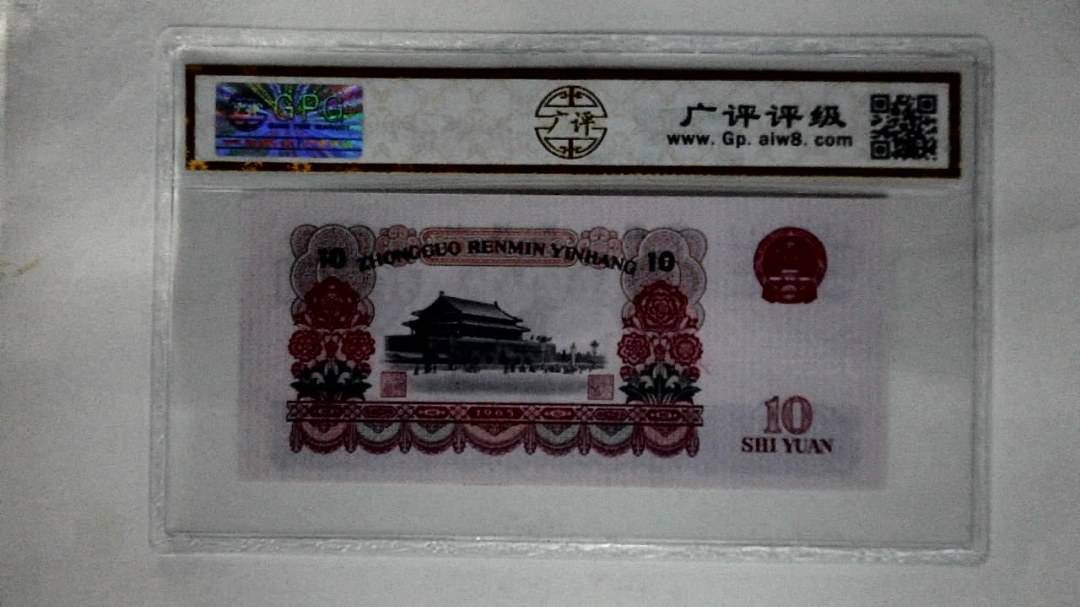 GPG
广评
广评评级
www. Gp. aiw8. com
10 ZHONGGUO RENMIN YINHANG 10
1965
10
SHI YUAN